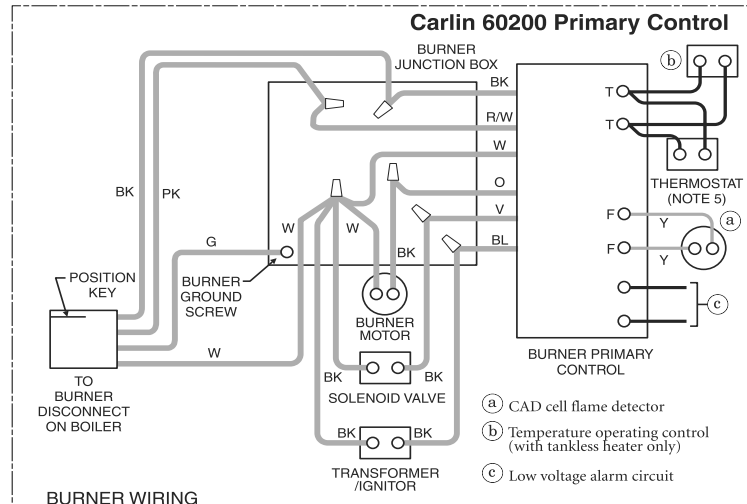 Carlin 60200 Primary Control
BURNER
JUNCTION BOX
b
BK
T
R/W
T
W
BK
PK
O
THERMOSTAT
(NOTE 5)
V
a
F
Y
W
W
G
BL
BK
F
Y
POSITION
KEY
BURNER
GROUND
SCREW
c
BURNER
MOTOR
W
BURNER PRIMARY
CONTROL
TO
BURNER
DISCONNECT
ON BOILER
BK
BK
SOLENOID VALVE
a CAD cell flame detector
b Temperature operating control
(with tankless heater only)
BK
BK
TRANSFORMER
/IGNITOR
c Low voltage alarm circuit
BURNER WIRING